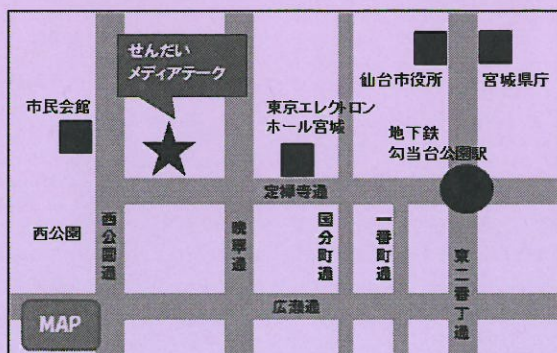 せんだい
メディアテーク
仙台市役所
宮城県庁
市民会館
東京エレクトロン
ホール宮城
地下鉄
勾当台公園駅
定禅寺通
西公園
西公園通
晩翠通
国分町通
一番町通
東二番丁通
広瀬通
MAP